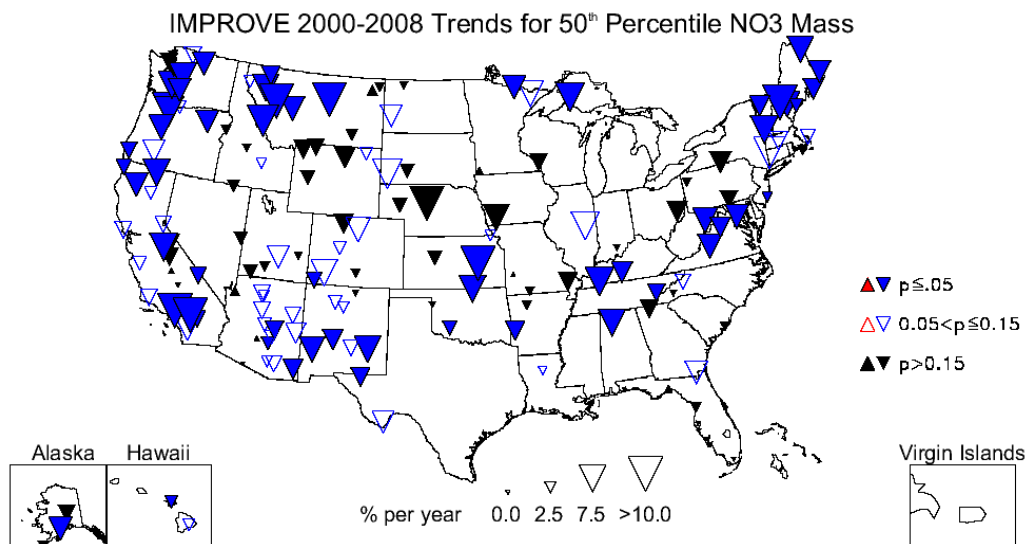 IMPROVE 2000-2008 Trends for 50th Percentile NO3 Mass
p≤.05
0.05<p≤0.15
p>0.15
Alaska
Hawaii
Virgin Islands
% per year 0.0 2.5 7.5 >10.0